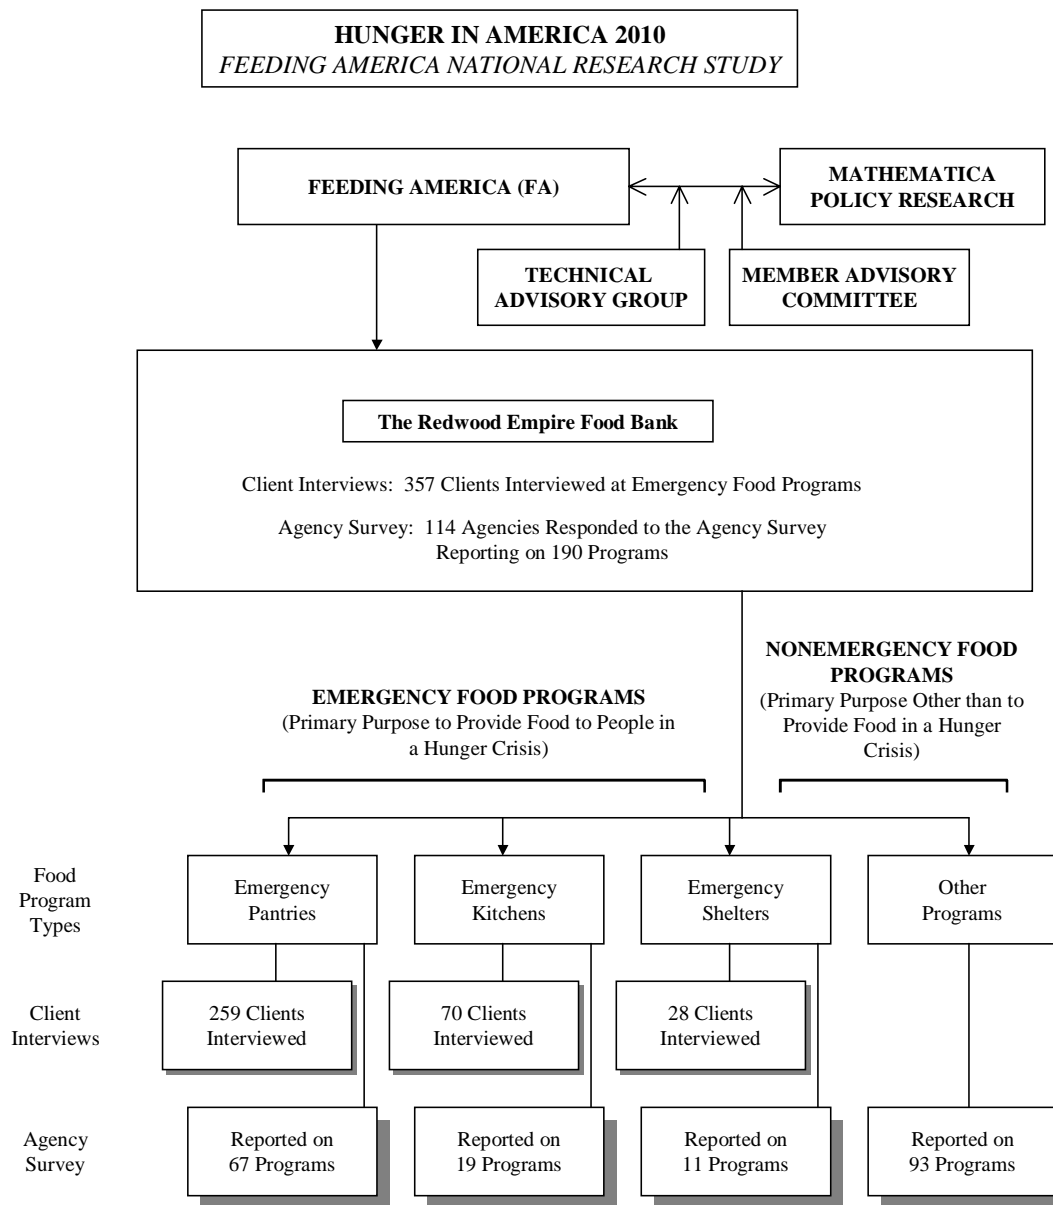 HUNGER IN AMERICA 2010
FEEDING AMERICA NATIONAL RESEARCH STUDY
FEEDING AMERICA (FA)
MATHEMATICA
POLICY RESEARCH
TECHNICAL
ADVISORY GROUP
MEMBER ADVISORY
COMMITTEE
The Redwood Empire Food Bank
Client Interviews:  357 Clients Interviewed at Emergency Food Programs
Agency Survey:  114 Agencies Responded to the Agency Survey
Reporting on 190 Programs
EMERGENCY FOOD PROGRAMS
(Primary Purpose to Provide Food to People in
a Hunger Crisis)
NONEMERGENCY FOOD
PROGRAMS
(Primary Purpose Other than to
Provide Food in a Hunger
Crisis)
Food
Program
Types
Emergency
Pantries
Emergency
Kitchens
Emergency
Shelters
Other
Programs
Client
Interviews
259 Clients
Interviewed
70 Clients
Interviewed
28 Clients
Interviewed
Agency
Survey
Reported on
67 Programs
Reported on
19 Programs
Reported on
11 Programs
Reported on
93 Programs